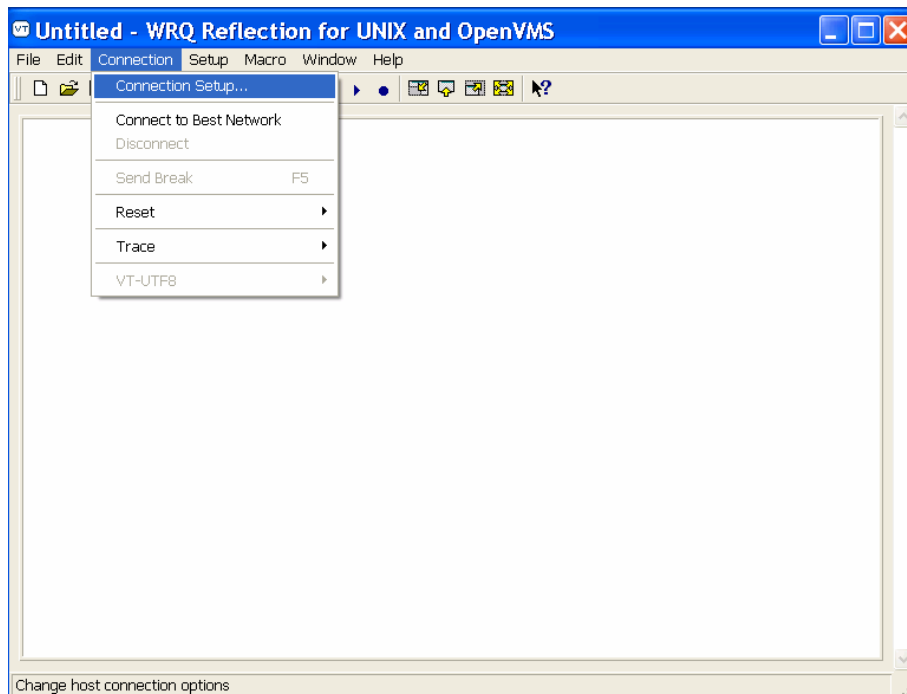 VT Untitled - WRQ Reflection for UNIX and OpenVMS
File Edit Connection Setup Macro Window Help
Connection Setup...
Connect to Best Network
Disconnect
Send Break F5
Reset
Trace
VT-UTF8
Change host connection options